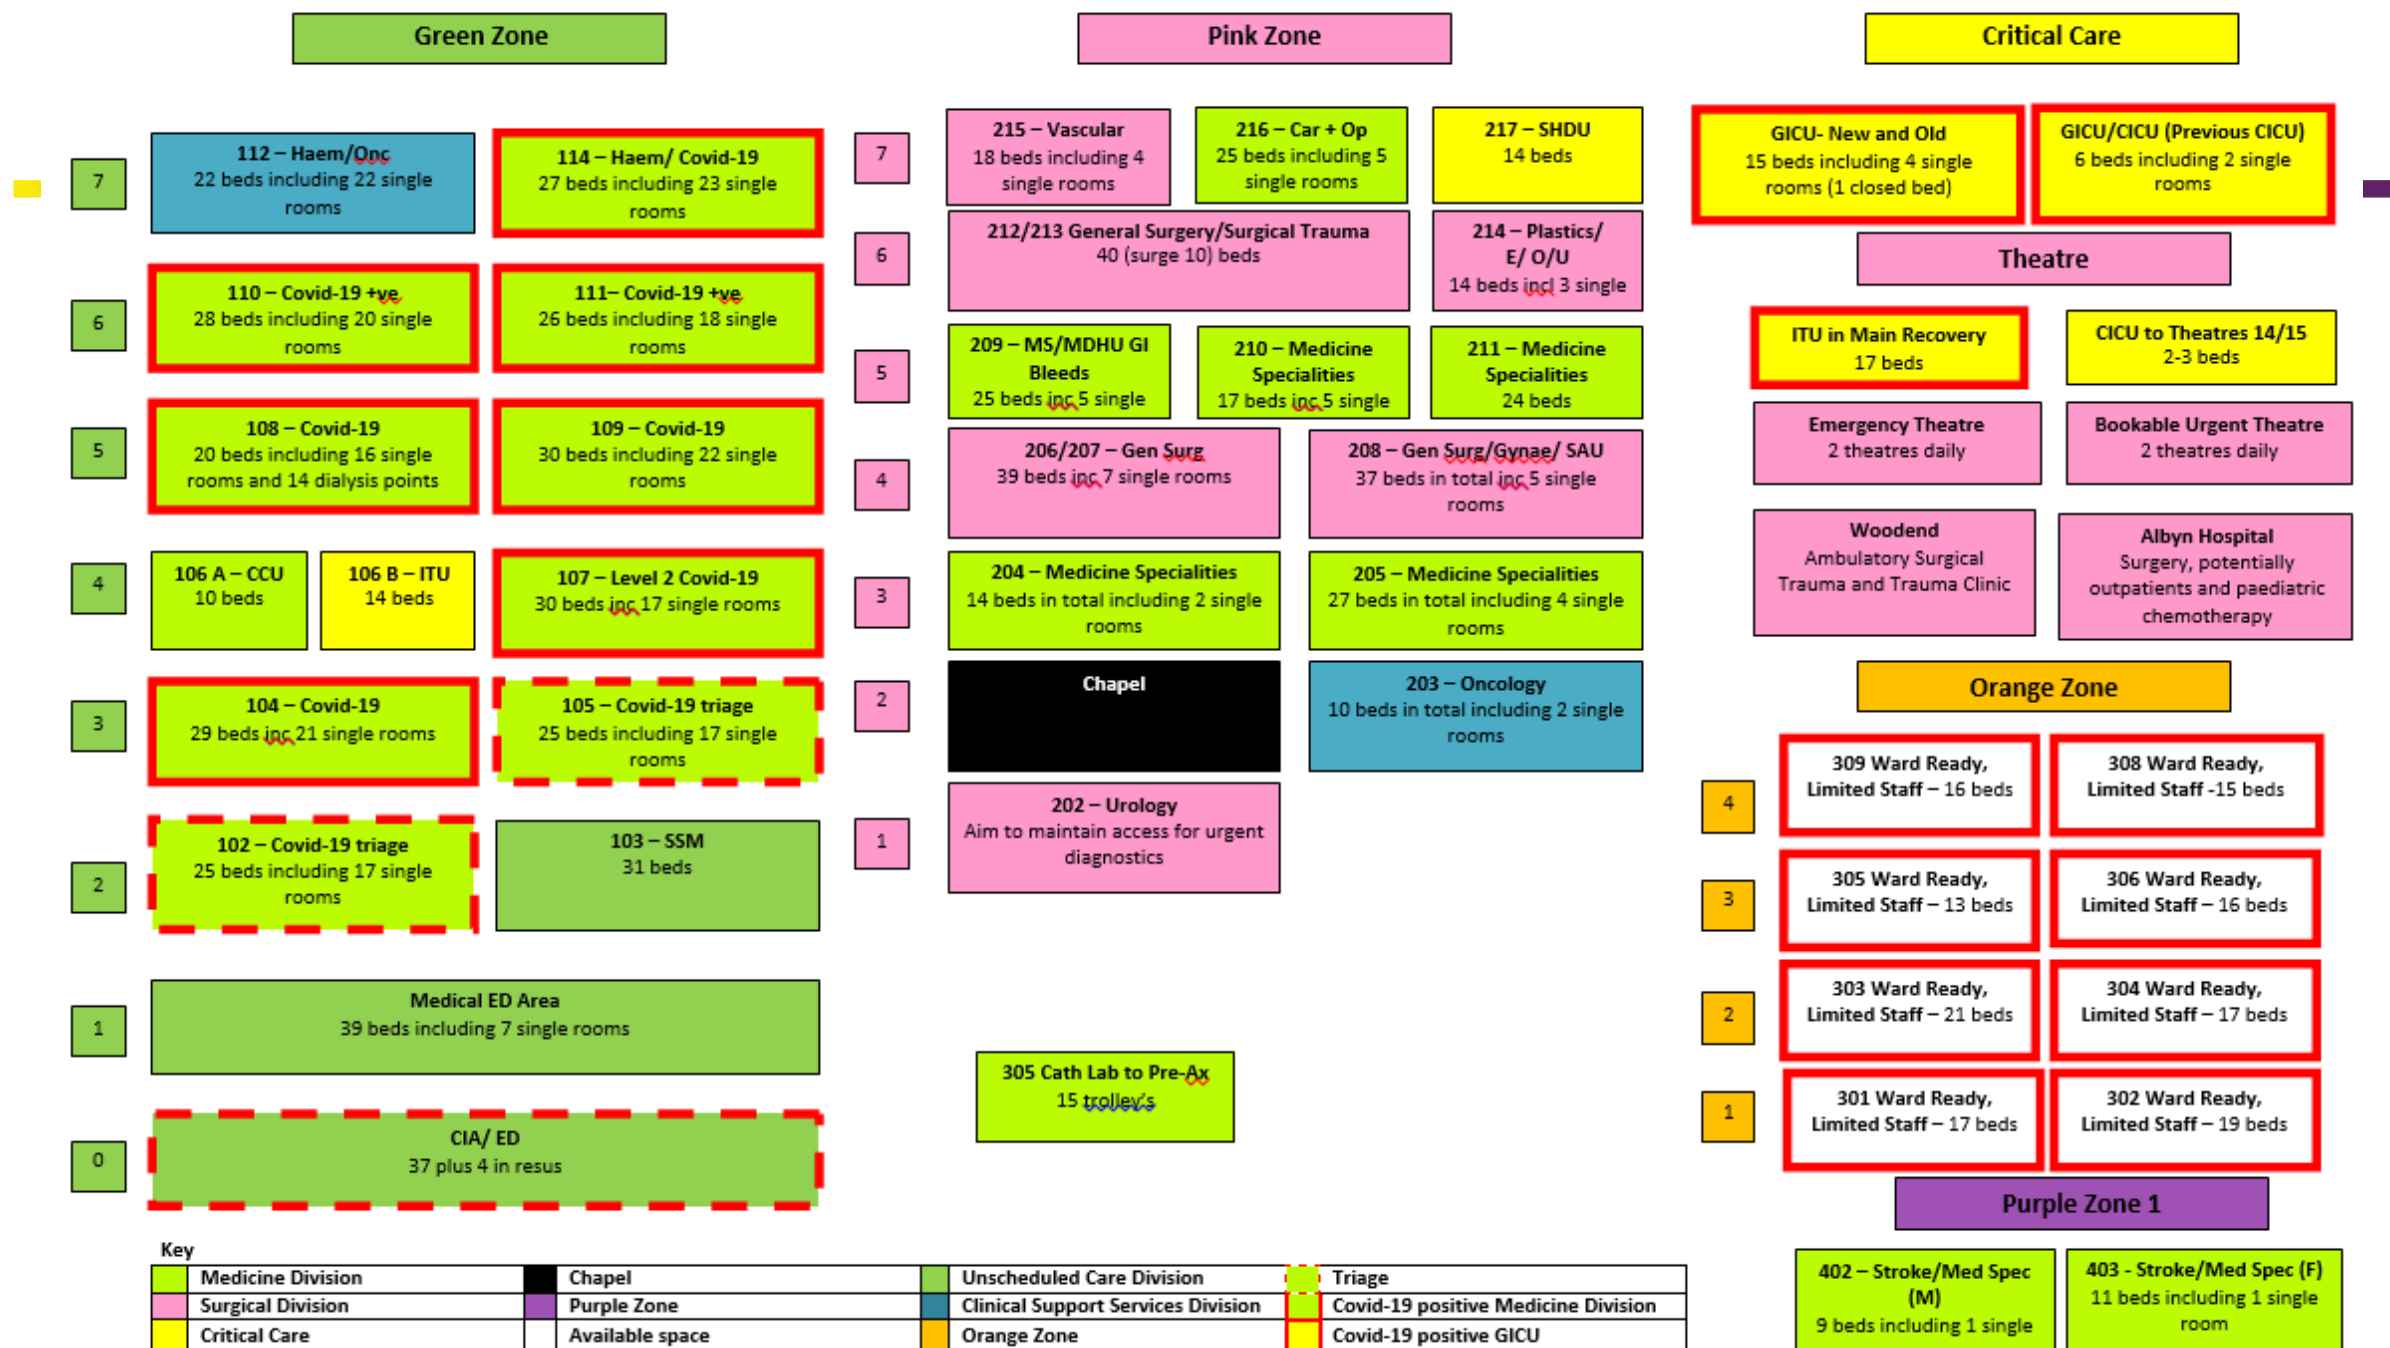 Green Zone
7
112 – Haem/Onc
22 beds including 22 single
rooms
114 – Haem/ Covid-19
27 beds including 23 single
rooms
6
110 – Covid-19 +ve
28 beds including 20 single
rooms
111– Covid-19 +ve
26 beds including 18 single
rooms
5
108 – Covid-19
20 beds including 16 single
rooms and 14 dialysis points
109 – Covid-19
30 beds including 22 single
rooms
4
106 A – CCU
10 beds
106 B – ITU
14 beds
107 – Level 2 Covid-19
30 beds inc 17 single rooms
3
104 – Covid-19
29 beds inc 21 single rooms
105 – Covid-19 triage
25 beds including 17 single
rooms
2
102 – Covid-19 triage
25 beds including 17 single
rooms
103 – SSM
31 beds
1
Medical ED Area
39 beds including 7 single rooms
0
CIA/ ED
37 plus 4 in resus
Pink Zone
7
215 – Vascular
18 beds including 4
single rooms
216 – Car + Op
25 beds including 5
single rooms
217 – SHDU
14 beds
6
212/213 General Surgery/Surgical Trauma
40 (surge 10) beds
214 – Plastics/
E/ O/U
14 beds incl 3 single
5
209 – MS/MDHU GI
Bleeds
25 beds inc 5 single
210 – Medicine
Specialities
17 beds inc 5 single
211 – Medicine
Specialities
24 beds
4
206/207 – Gen Surg
39 beds inc 7 single rooms
208 – Gen Surg/Gynae/ SAU
37 beds in total inc 5 single
rooms
3
204 – Medicine Specialities
14 beds in total including 2 single
rooms
205 – Medicine Specialities
27 beds in total including 4 single
rooms
2
Chapel
203 – Oncology
10 beds in total including 2 single
rooms
1
202 – Urology
Aim to maintain access for urgent
diagnostics
305 Cath Lab to Pre-Ax
15 trolley's
Critical Care
GICU- New and Old
15 beds including 4 single
rooms (1 closed bed)
GICU/CICU (Previous CICU)
6 beds including 2 single
rooms
Theatre
ITU in Main Recovery
17 beds
CICU to Theatres 14/15
2-3 beds
Emergency Theatre
2 theatres daily
Bookable Urgent Theatre
2 theatres daily
Woodend
Ambulatory Surgical
Trauma and Trauma Clinic
Albyn Hospital
Surgery, potentially
outpatients and paediatric
chemotherapy
Orange Zone
4
309 Ward Ready,
Limited Staff – 16 beds
308 Ward Ready,
Limited Staff -15 beds
3
305 Ward Ready,
Limited Staff – 13 beds
306 Ward Ready,
Limited Staff – 16 beds
2
303 Ward Ready,
Limited Staff – 21 beds
304 Ward Ready,
Limited Staff – 17 beds
1
301 Ward Ready,
Limited Staff – 17 beds
302 Ward Ready,
Limited Staff – 19 beds
Purple Zone 1
402 – Stroke/Med Spec
(M)
9 beds including 1 single
403 - Stroke/Med Spec (F)
11 beds including 1 single
room
Key
Medicine Division
Chapel
Unscheduled Care Division
Triage
Surgical Division
Purple Zone
Clinical Support Services Division
Covid-19 positive Medicine Division
Critical Care
Available space
Orange Zone
Covid-19 positive GICU